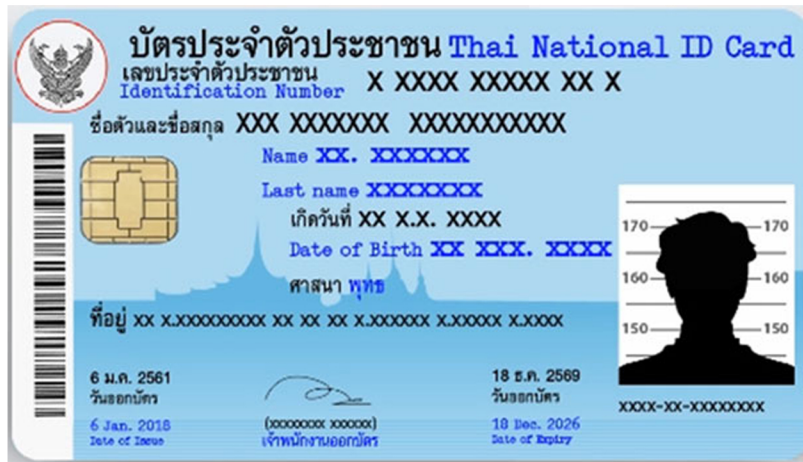 บัตรประจำตัวประชาชน Thai National ID Card
เลขประจำตัวประชาชน
Identification Number X XXXX XXXXX XX X
ชื่อตัวและชื่อสกุล XXX XXXXXXX XXXXXXXXXXX
Name XX. XXXXXX
Last name XXXXXXXX
เกิดวันที่ XX X.X. XXXX
Date of Birth XX XXX. XXXX
ศาสนา พุทธ
ที่อยู่ XX X.XXXXXXXXX XX XX XX X.XXXXXX X.XXXXX X.XXXX
170 170
160 160
150 150
6 ม.ค. 2561
วันออกบัตร
6 Jan. 2018
Date of Issue
(XXXXXXXX XXXXXX)
เจ้าพนักงานออกบัตร
18 ธ.ค. 2569
วันออกบัตร
18 Dec. 2026
Date of Expiry
XXXX-XX-XXXXXXXX